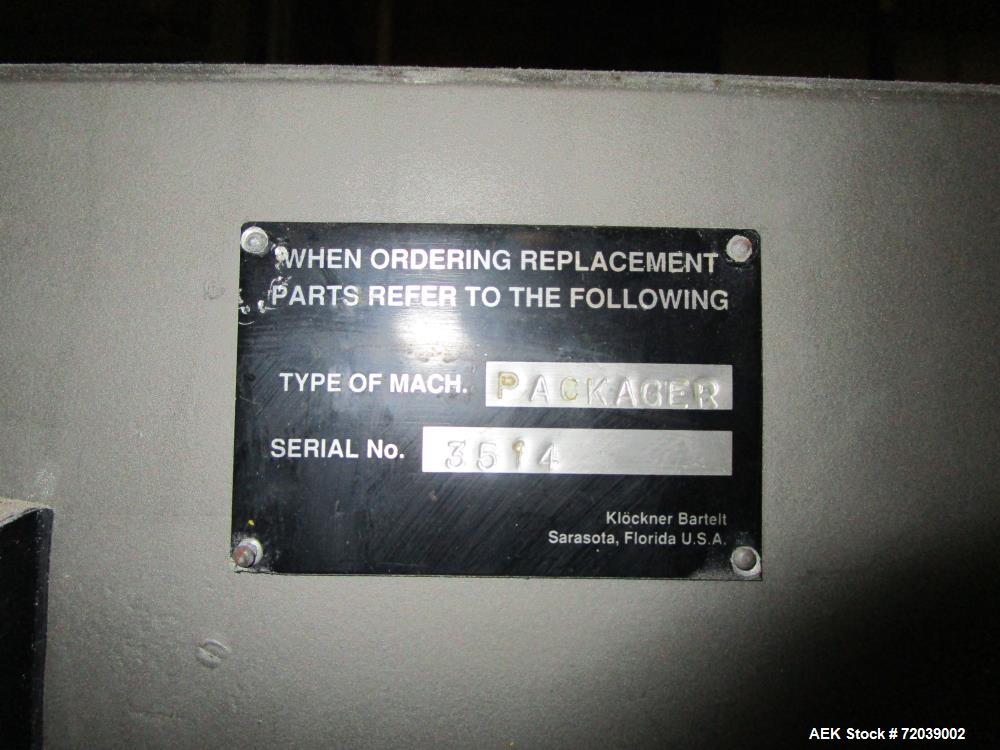 WHEN ORDERING REPLACEMENT
PARTS REFER TO THE FOLLOWING
TYPE OF MACH. PACKAGER
SERIAL No. 3514
Klöckner Bartelt
Sarasota, Florida U.S.A.
AEK Stock # 72039002